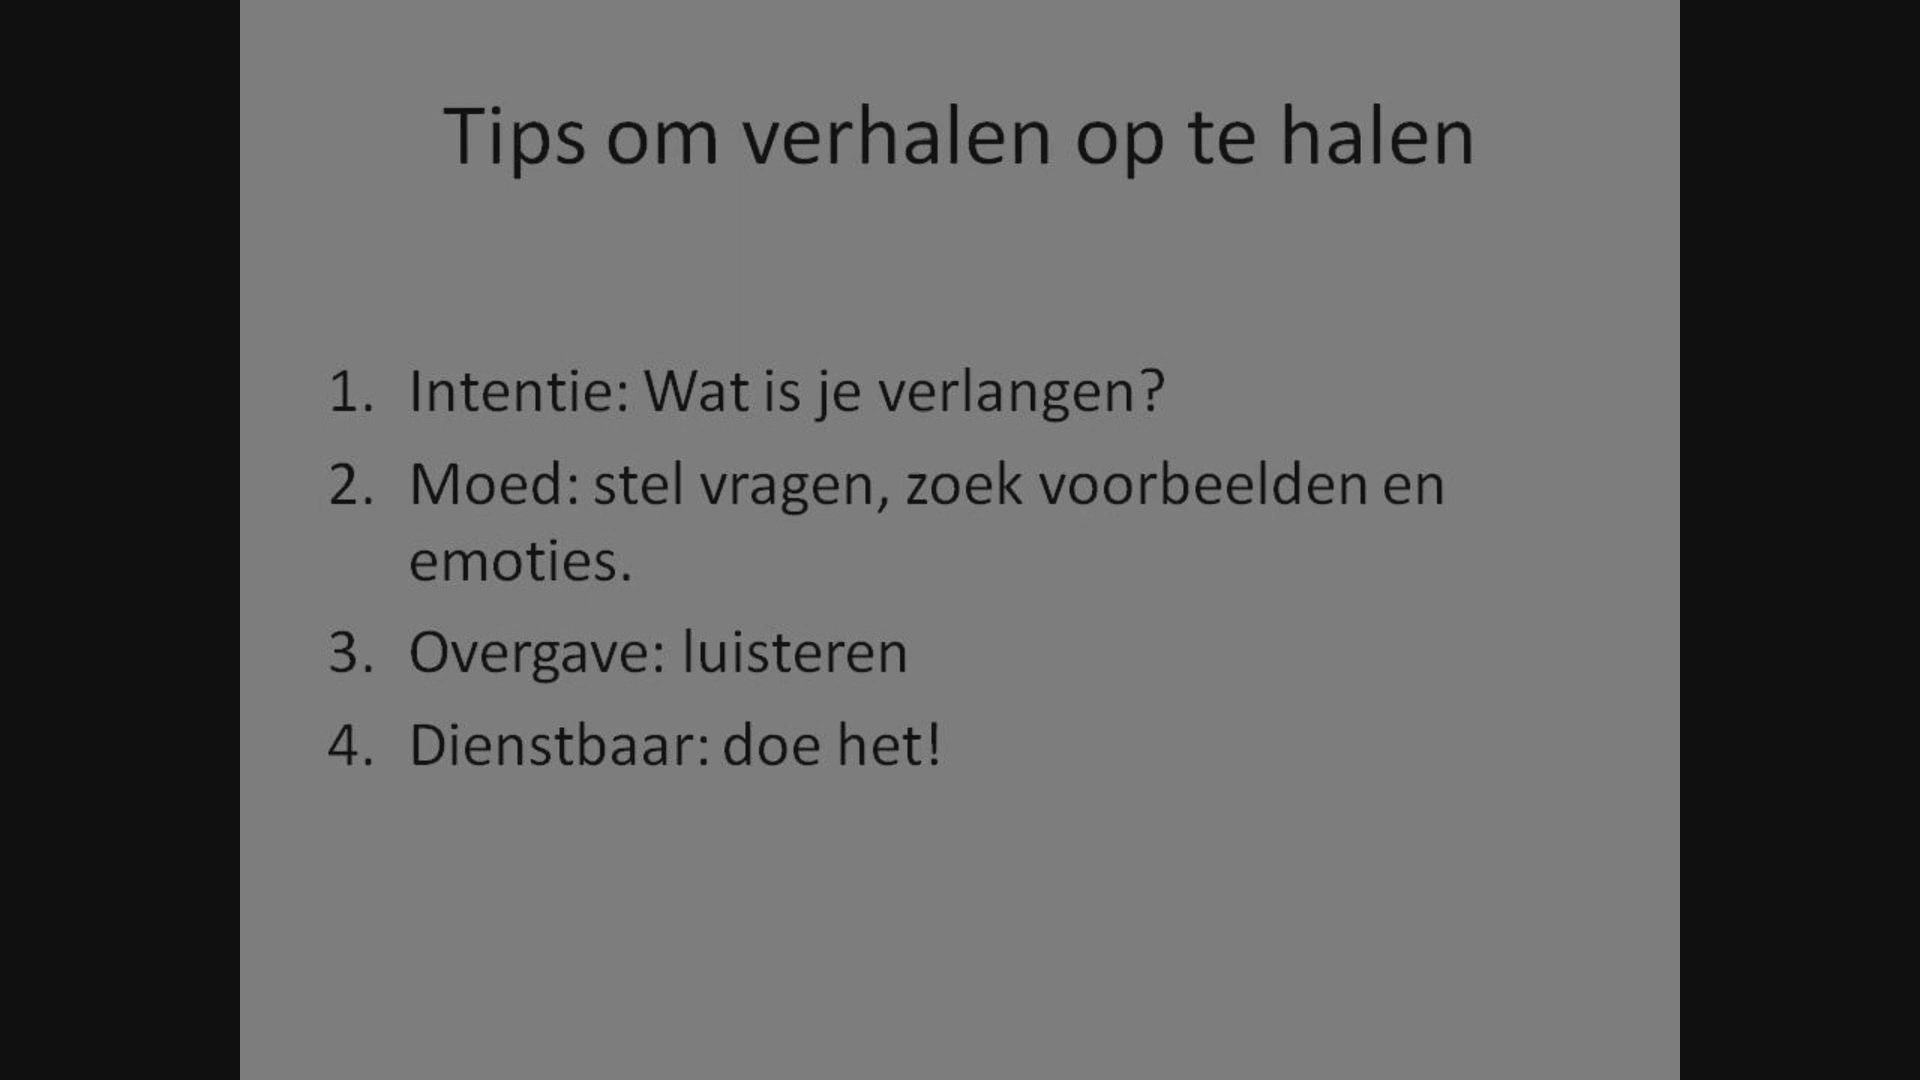 Tips om verhalen op te halen
1. Intentie: Wat is je verlangen?
2. Moed: stel vragen, zoek voorbeelden en
emoties.
3. Overgave: luisteren
4. Dienstbaar: doe het!